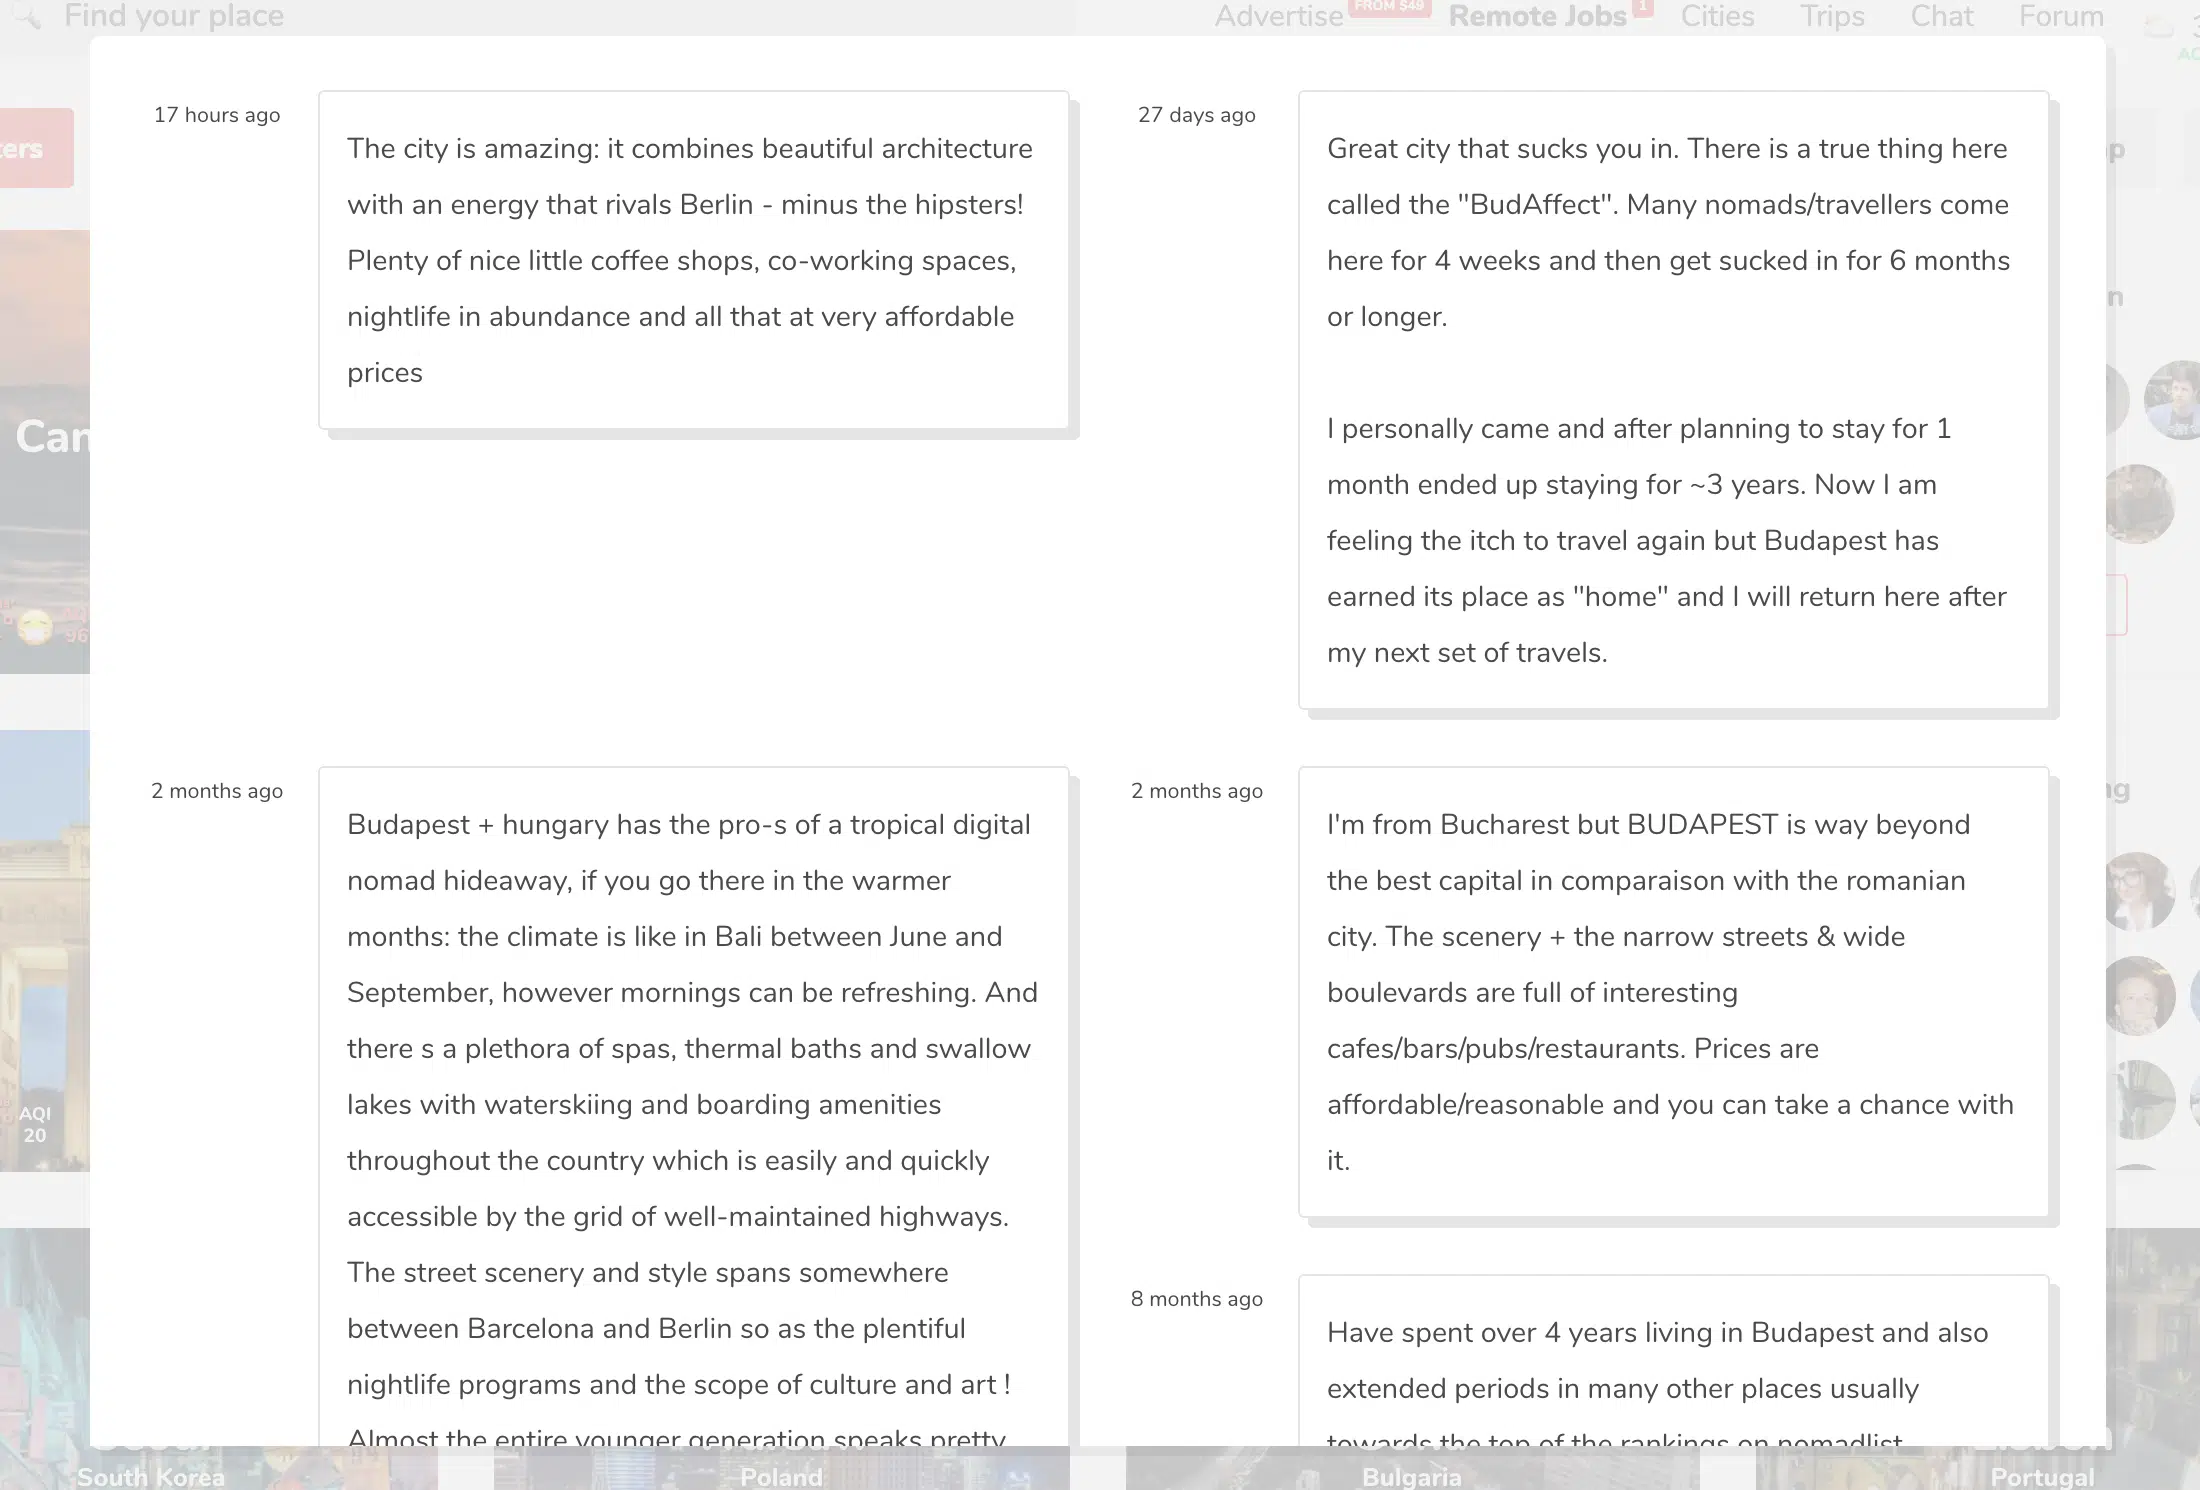 Find your place
Advertise FROM $49 Remote Jobs 1 Cities Trips Chat Forum
17 hours ago
The city is amazing: it combines beautiful architecture
with an energy that rivals Berlin - minus the hipsters!
Plenty of nice little coffee shops, co-working spaces,
nightlife in abundance and all that at very affordable
prices
27 days ago
Great city that sucks you in. There is a true thing here
called the "BudAffect". Many nomads/travellers come
here for 4 weeks and then get sucked in for 6 months
or longer.
I personally came and after planning to stay for 1
month ended up staying for ~3 years. Now I am
feeling the itch to travel again but Budapest has
earned its place as "home" and I will return here after
my next set of travels.
2 months ago
Budapest + hungary has the pro-s of a tropical digital
nomad hideaway, if you go there in the warmer
months: the climate is like in Bali between June and
September, however mornings can be refreshing. And
there s a plethora of spas, thermal baths and swallow
lakes with waterskiing and boarding amenities
throughout the country which is easily and quickly
accessible by the grid of well-maintained highways.
The street scenery and style spans somewhere
between Barcelona and Berlin so as the plentiful
nightlife programs and the scope of culture and art !
Almost the entire younger generation speaks pretty
2 months ago
I'm from Bucharest but BUDAPEST is way beyond
the best capital in comparaison with the romanian
city. The scenery + the narrow streets & wide
boulevards are full of interesting
cafes/bars/pubs/restaurants. Prices are
affordable/reasonable and you can take a chance with
it.
8 months ago
Have spent over 4 years living in Budapest and also
extended periods in many other places usually
towards the top of the rankings on nomadlist
ters
Can
96
AQI
20
South Korea
Poland
Bulgaria
Lisbon
Portugal